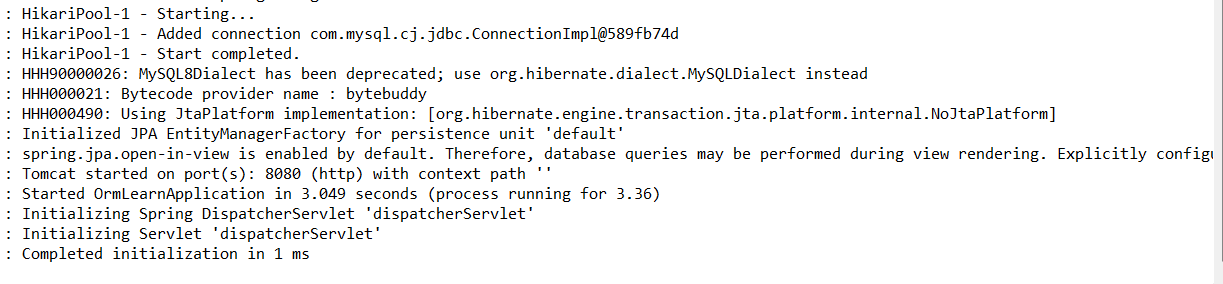 : HikariPool-1 - Starting...
: HikariPool-1 - Added connection com.mysql.cj.jdbc.ConnectionImpl@589fb74d
: HikariPool-1 - Start completed.
: HHH90000026: MySQL8Dialect has been deprecated; use org.hibernate.dialect.MySQLDialect instead
: HHH000021: Bytecode provider name : bytebuddy
: HHH000490: Using JtaPlatform implementation: [org.hibernate.engine.transaction.jta.platform.internal.NoJtaPlatform]
: Initialized JPA EntityManagerFactory for persistence unit 'default'
: spring.jpa.open-in-view is enabled by default. Therefore, database queries may be performed during view rendering. Explicitly
: Tomcat started on port(s): 8080 (http) with context path ''
: Started OrmLearnApplication in 3.049 seconds (process running for 3.36)
: Initializing Spring DispatcherServlet 'dispatcherServlet'
: Initializing Servlet 'dispatcherServlet'
: Completed initialization in 1 ms